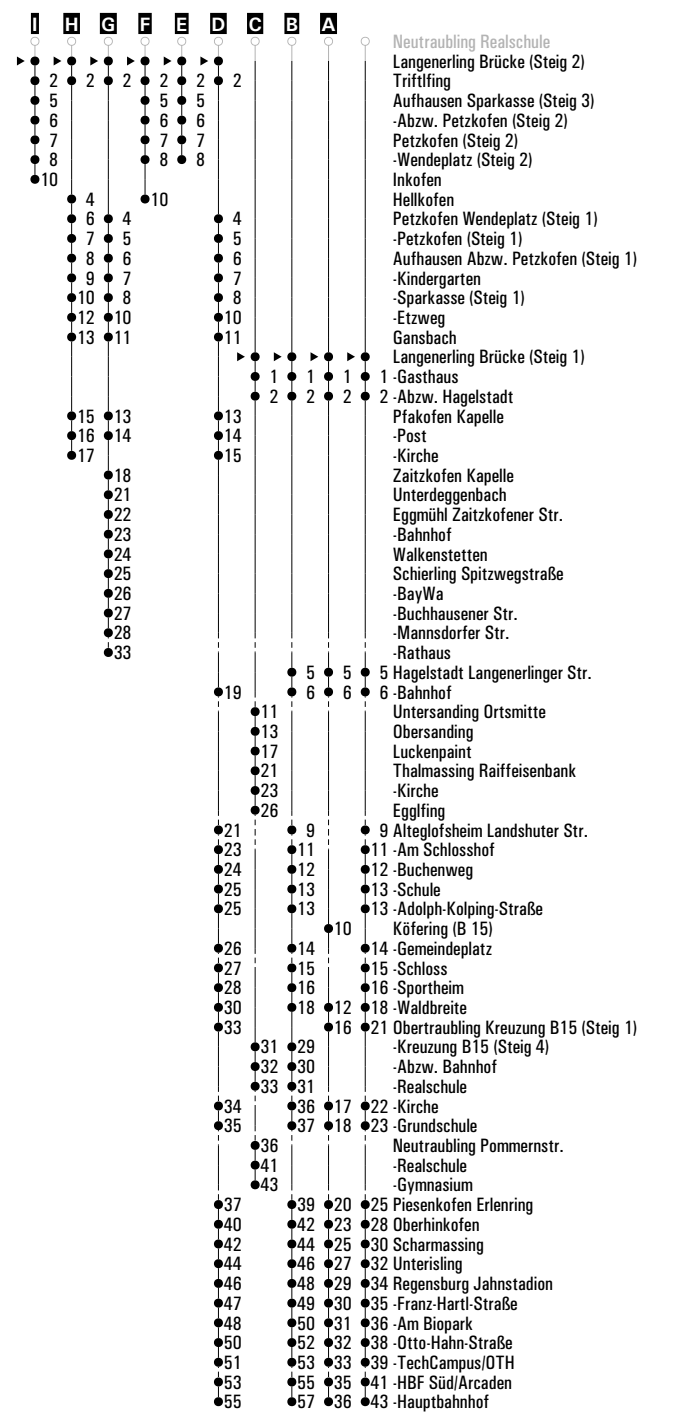 I H G F E D C B A
Neutraubling Realschule
Langenerling Brücke (Steig 2)
2 2 2 2 2 2 Triftlfing
5 5 5 Aufhausen Sparkasse (Steig 3)
6 6 6 -Abzw. Petzkofen (Steig 2)
7 7 7 Petzkofen (Steig 2)
8 8 8 -Wendeplatz (Steig 2)
10 Inkofen
4 10 Hellkofen
6 4 4 Petzkofen Wendeplatz (Steig 1)
7 5 5 -Petzkofen (Steig 1)
8 6 6 Aufhausen Abzw. Petzkofen (Steig 1)
9 7 7 -Kindergarten
10 8 8 -Sparkasse (Steig 1)
12 10 10 -Etzweg
13 11 11 Gansbach
Langenerling Brücke (Steig 1)
1 1 1 1 -Gasthaus
2 2 2 2 -Abzw. Hagelstadt
15 13 13 Pfakofen Kapelle
16 14 14 -Post
17 15 -Kirche
18 Zaitzkofen Kapelle
21 Unterdeggenbach
22 Eggmühl Zaitzkofener Str.
23 -Bahnhof
24 Walkenstetten
25 Schierling Spitzwegstraße
26 -BayWa
27 -Buchhausener Str.
28 -Mannsdorfer Str.
33 -Rathaus
5 5 5 Hagelstadt Langenerlinger Str.
19 6 6 6 -Bahnhof
11 Untersanding Ortsmitte
13 Obersanding
17 Luckenpaint
21 Thalmassing Raiffeisenbank
23 -Kirche
26 Egglfing
21 9 9 Alteglofsheim Landshuter Str.
23 11 11 -Am Schlosshof
24 12 12 -Buchenweg
25 13 13 -Schule
25 13 13 -Adolph-Kolping-Straße
10 Köfering (B 15)
26 14 14 -Gemeindeplatz
27 15 15 -Schloss
28 16 16 -Sportheim
30 18 12 18 -Waldbreite
33 16 21 Obertraubling Kreuzung B15 (Steig 1)
31 29 -Kreuzung B15 (Steig 4)
32 30 -Abzw. Bahnhof
33 31 -Realschule
34 36 17 22 -Kirche
35 37 18 23 -Grundschule
36 Neutraubling Pommernstr.
41 -Realschule
43 -Gymnasium
37 39 20 25 Piesenkofen Erlenring
40 42 23 28 Oberhinkofen
42 44 25 30 Scharmassing
44 46 27 32 Unterisling
46 48 29 34 Regensburg Jahnstadion
47 49 30 35 -Franz-Hartl-Straße
48 50 31 36 -Am Biopark
50 52 32 38 -Otto-Hahn-Straße
51 53 33 39 -TechCampus/OTH
53 55 35 41 -HBF Süd/Arcaden
55 57 36 43 -Hauptbahnhof